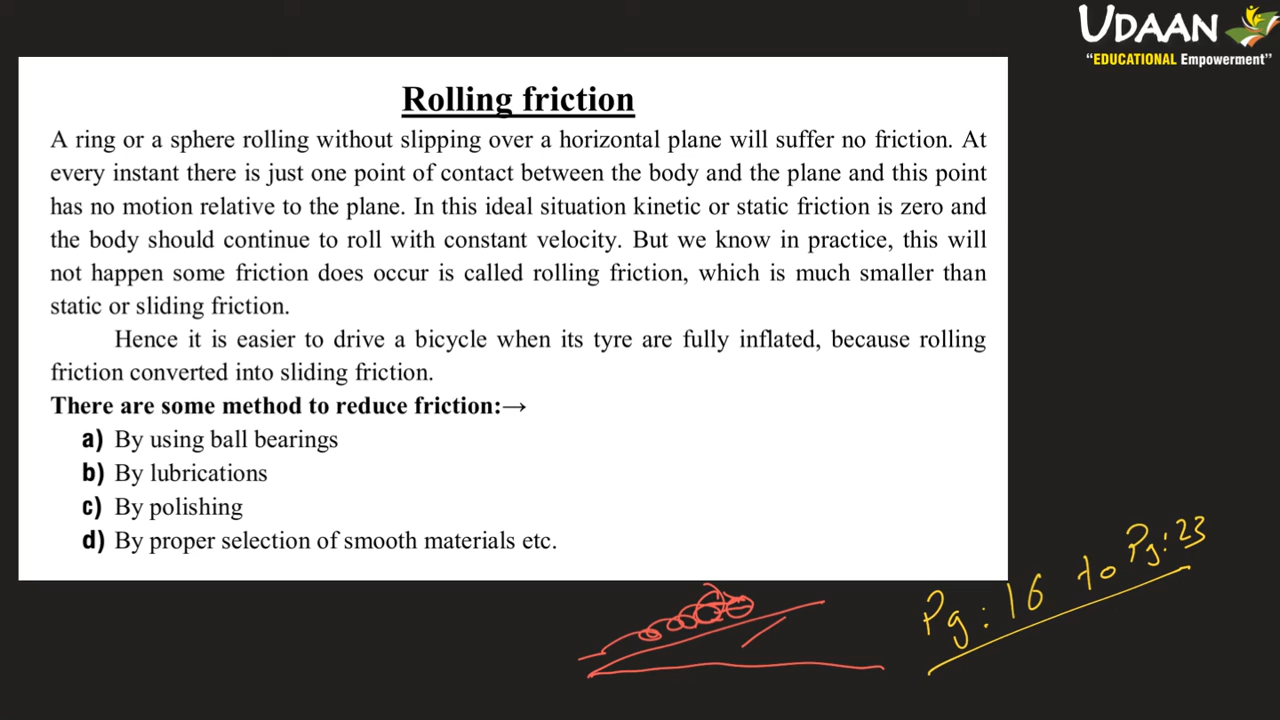 UDAAN
“EDUCATIONAL Empowerment”
Rolling friction
A ring or a sphere rolling without slipping over a horizontal plane will suffer no friction. At
every instant there is just one point of contact between the body and the plane and this point
has no motion relative to the plane. In this ideal situation kinetic or static friction is zero and
the body should continue to roll with constant velocity. But we know in practice, this will
not happen some friction does occur is called rolling friction, which is much smaller than
static or sliding friction.
Hence it is easier to drive a bicycle when its tyre are fully inflated, because rolling
friction converted into sliding friction.
There are some method to reduce friction:→
a) By using ball bearings
b) By lubrications
c) By polishing
d) By proper selection of smooth materials etc.
Pg: 16 to Pg: 23